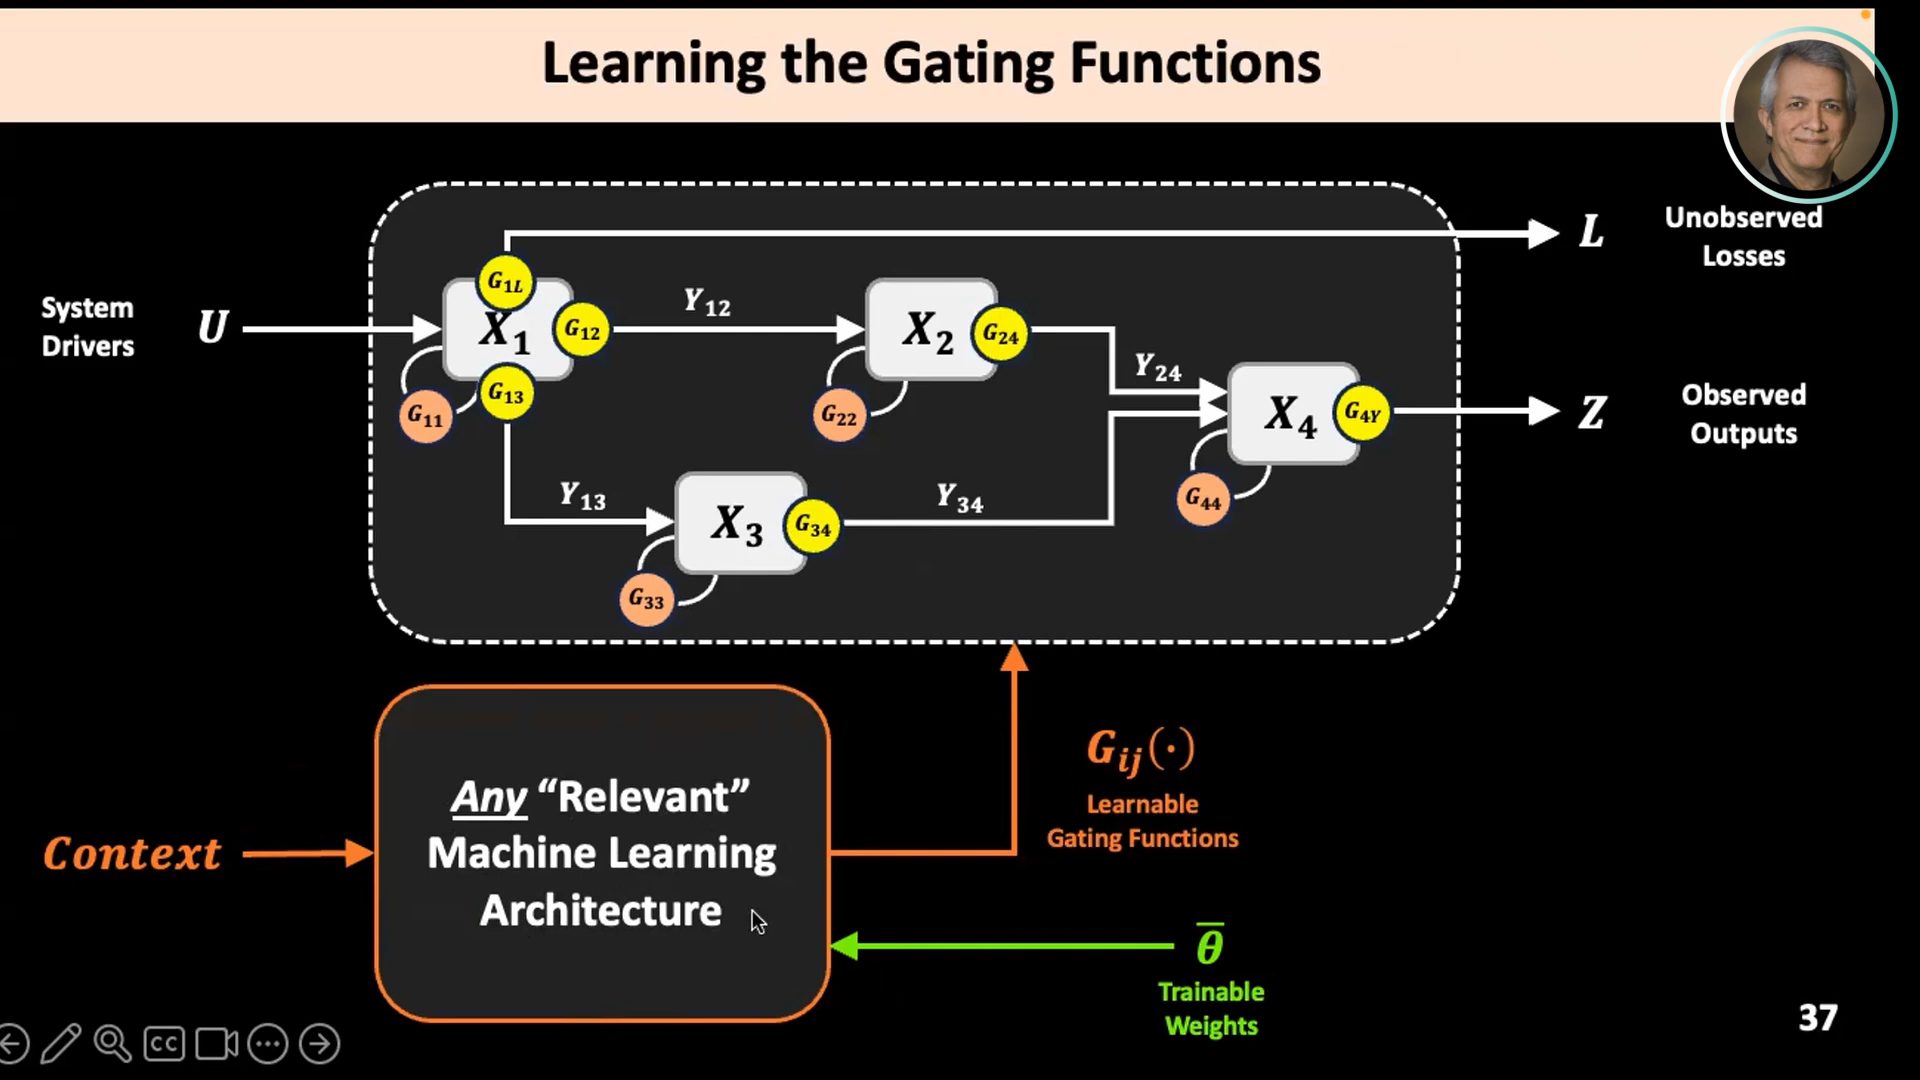 Learning the Gating Functions
L
Unobserved
Losses
System
Drivers
U
G1L
X1
G12
Y12
X2
G24
G13
G11
G22
Y24
X4
G4Y
Z
Observed
Outputs
Y13
X3
G34
Y34
G44
G33
Gij(·)
Learnable
Gating Functions
Context
Any “Relevant”
Machine Learning
Architecture
θ̅
Trainable
Weights
37
CC